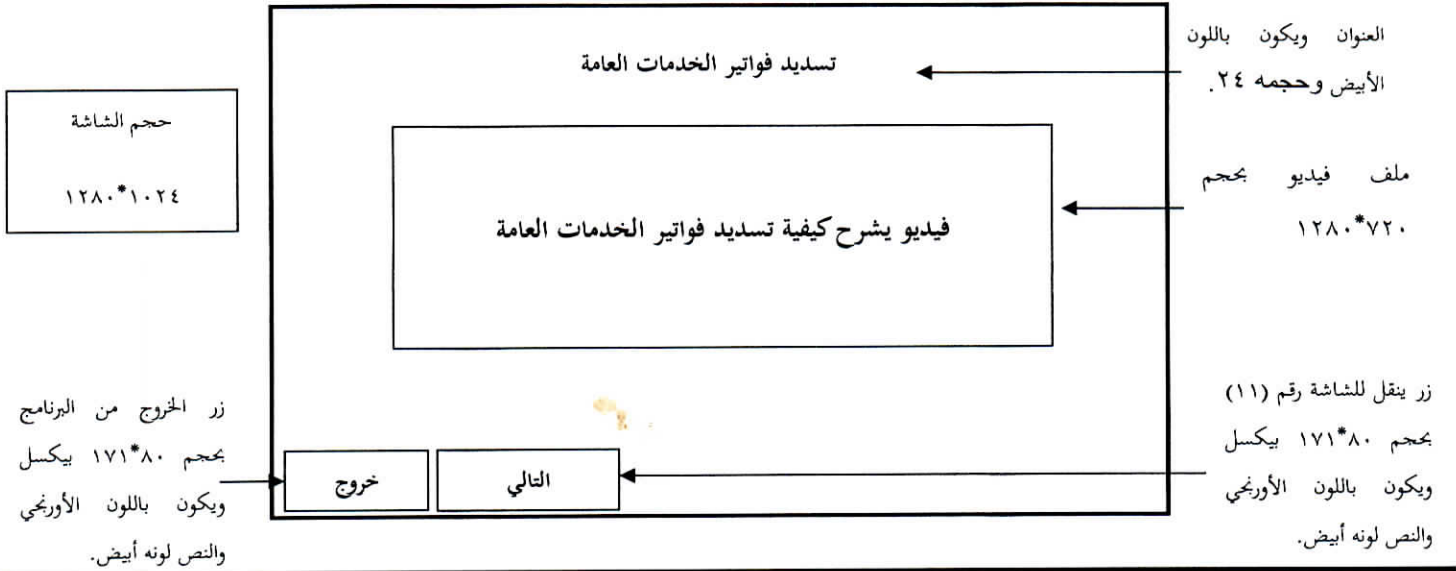 العنوان ويكون باللون
الأبيض وحجمه ٢٤.
تسديد فواتير الخدمات العامة
حجم الشاشة
١٢٨٠*١٠٢٤
ملف فيديو بحجم
١٢٨٠*٧٢٠
فيديو يشرح كيفية تسديد فواتير الخدمات العامة
زر ينقل للشاشة رقم (١١)
بحجم ٨٠*١٧١ بيكسل
ويكون باللون الأورنجي
والنص لونه أبيض.
التالي
خروج
زر الخروج من البرنامج
بحجم ٨٠*١٧١ بيكسل
ويكون باللون الأورنجي
والنص لونه أبيض.